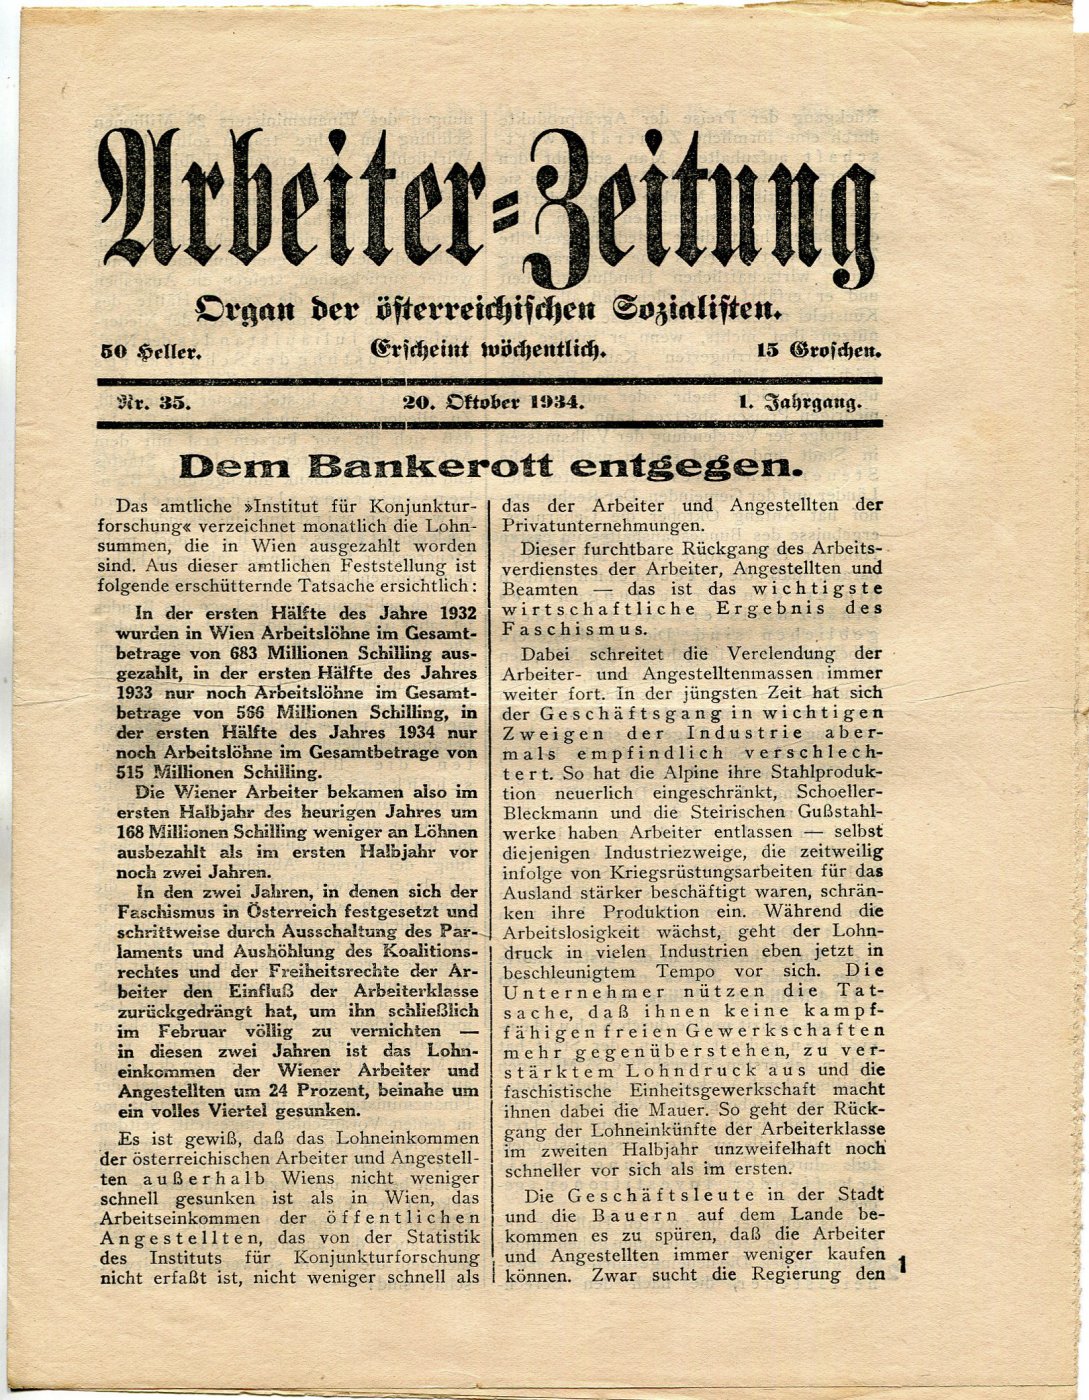 Arbeiter-Zeitung
Organ der österreichischen Sozialisten.
50 Heller. Erscheint wöchentlich. 15 Groschen.
Nr. 35. 20. Oktober 1934. 1. Jahrgang.
Dem Bankerott entgegen.
Das amtliche »Institut für Konjunktur-
forschung« verzeichnet monatlich die Lohn-
summen, die in Wien ausgezahlt worden
sind. Aus dieser amtlichen Feststellung ist
folgende erschütternde Tatsache ersichtlich:
In der ersten Hälfte des Jahre 1932
wurden in Wien Arbeitslöhne im Gesamt-
betrage von 683 Millionen Schilling aus-
gezahlt, in der ersten Hälfte des Jahres
1933 nur noch Arbeitslöhne im Gesamt-
betrage von 566 Millionen Schilling, in
der ersten Hälfte des Jahres 1934 nur
noch Arbeitslöhne im Gesamtbetrage von
515 Millionen Schilling.
Die Wiener Arbeiter bekamen also im
ersten Halbjahr des heurigen Jahres um
168 Millionen Schilling weniger an Löhnen
ausbezahlt als im ersten Halbjahr vor
noch zwei Jahren.
In den zwei Jahren, in denen sich der
Faschismus in Österreich festgesetzt und
schrittweise durch Ausschaltung des Par-
laments und Aushöhlung des Koalitions-
rechtes und der Freiheitsrechte der Ar-
beiter den Einfluß der Arbeiterklasse
zurückgedrängt hat, um ihn schließlich
im Februar völlig zu vernichten —
in diesen zwei Jahren ist das Lohn-
einkommen der Wiener Arbeiter und
Angestellten um 24 Prozent, beinahe um
ein volles Viertel gesunken.
Es ist gewiß, daß das Lohneinkommen
der österreichischen Arbeiter und Angestell-
ten außerhalb Wiens nicht weniger
schnell gesunken ist als in Wien, das
Arbeitseinkommen der öffentlichen
Angestellten, das von der Statistik
des Instituts für Konjunkturforschung
nicht erfaßt ist, nicht weniger schnell als
das der Arbeiter und Angestellten der
Privatunternehmungen.
Dieser furchtbare Rückgang des Arbeits-
verdienstes der Arbeiter, Angestellten und
Beamten — das ist das wichtigste
wirtschaftliche Ergebnis des
Faschismus.
Dabei schreitet die Verelendung der
Arbeiter- und Angestelltenmassen immer
weiter fort. In der jüngsten Zeit hat sich
der Geschäftsgang in wichtigen
Zweigen der Industrie aber-
mals empfindlich verschlech-
tert. So hat die Alpine ihre Stahlproduk-
tion neuerlich eingeschränkt, Schoeller-
Bleckmann und die Steirischen Gußstahl-
werke haben Arbeiter entlassen — selbst
diejenigen Industriezweige, die zeitweilig
infolge von Kriegsrüstungsarbeiten für das
Ausland stärker beschäftigt waren, schrän-
ken ihre Produktion ein. Während die
Arbeitslosigkeit wächst, geht der Lohn-
druck in vielen Industrien eben jetzt in
beschleunigtem Tempo vor sich. Die
Unternehmer nützen die Tat-
sache, daß ihnen keine kampf-
fähigen freien Gewerkschaften
mehr gegenüberstehen, zu ver-
stärktem Lohndruck aus und die
faschistische Einheitsgewerkschaft macht
ihnen dabei die Mauer. So geht der Rück-
gang der Lohneinkünfte der Arbeiterklasse
im zweiten Halbjahr unzweifelhaft noch
schneller vor sich als im ersten.
Die Geschäftsleute in der Stadt
und die Bauern auf dem Lande be-
kommen es zu spüren, daß die Arbeiter
und Angestellten immer weniger kaufen
können. Zwar sucht die Regierung den
1